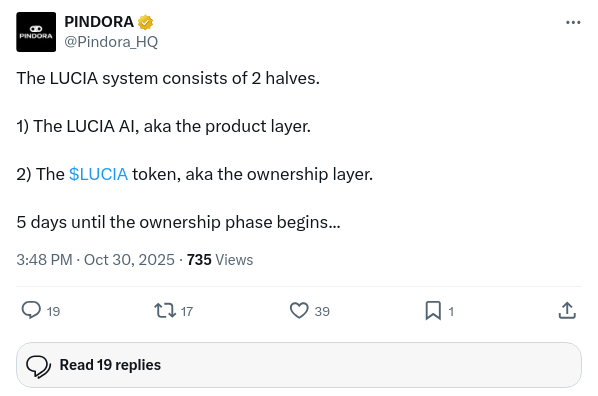 PINDORA
PINDORA
@Pindora_HQ
The LUCIA system consists of 2 halves.
1) The LUCIA AI, aka the product layer.
2) The $LUCIA token, aka the ownership layer.
5 days until the ownership phase begins...
3:48 PM · Oct 30, 2025 · 735 Views
19 17 39 1
Read 19 replies